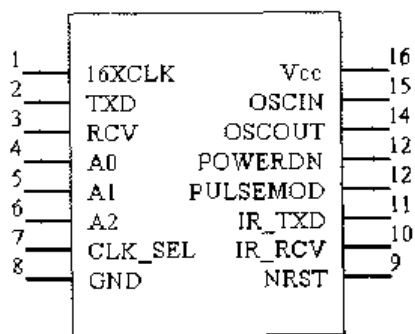 1 16XCLK Vcc 16
2 TXD OSCIN 15
3 RCV OSCOUT 14
4 A0 POWERDN 12
5 A1 PULSEMOD 12
6 A2 IR_TXD 11
7 CLK_SEL IR_RCV 10
8 GND NRST 9